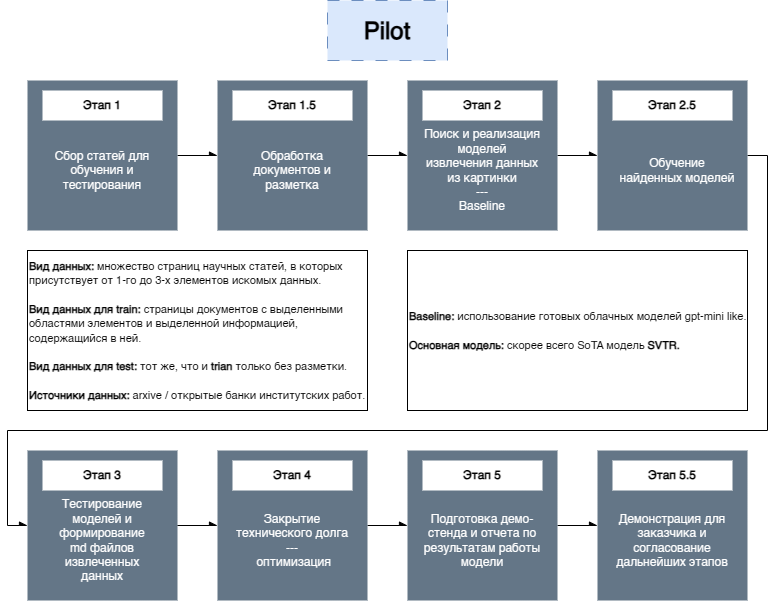 Pilot
Этап 1
Сбор статей для
обучения и
тестирования
Этап 1.5
Обработка
документов и
разметка
Этап 2
Поиск и реализация
моделей
извлечения данных
из картинки
---
Baseline
Этап 2.5
Обучение
найденных моделей
Вид данных: множество страниц научных статей, в которых
присутствует от 1-го до 3-х элементов искомых данных.
Вид данных для train: страницы документов с выделенными
областями элементов и выделенной информацией,
содержащийся в ней.
Вид данных для test: тот же, что и trian только без разметки.
Источники данных: arxive / открытые банки институтских работ.
Baseline: использование готовых облачных моделей gpt-mini like.
Основная модель: скорее всего SoTA модель SVTR.
Этап 3
Тестирование
моделей и
формирование
md файлов
извлеченных
данных
Этап 4
Закрытие
технического долга
---
оптимизация
Этап 5
Подготовка демо-
стенда и отчета по
результатам работы
модели
Этап 5.5
Демонстрация для
заказчика и
согласование
дальнейших этапов